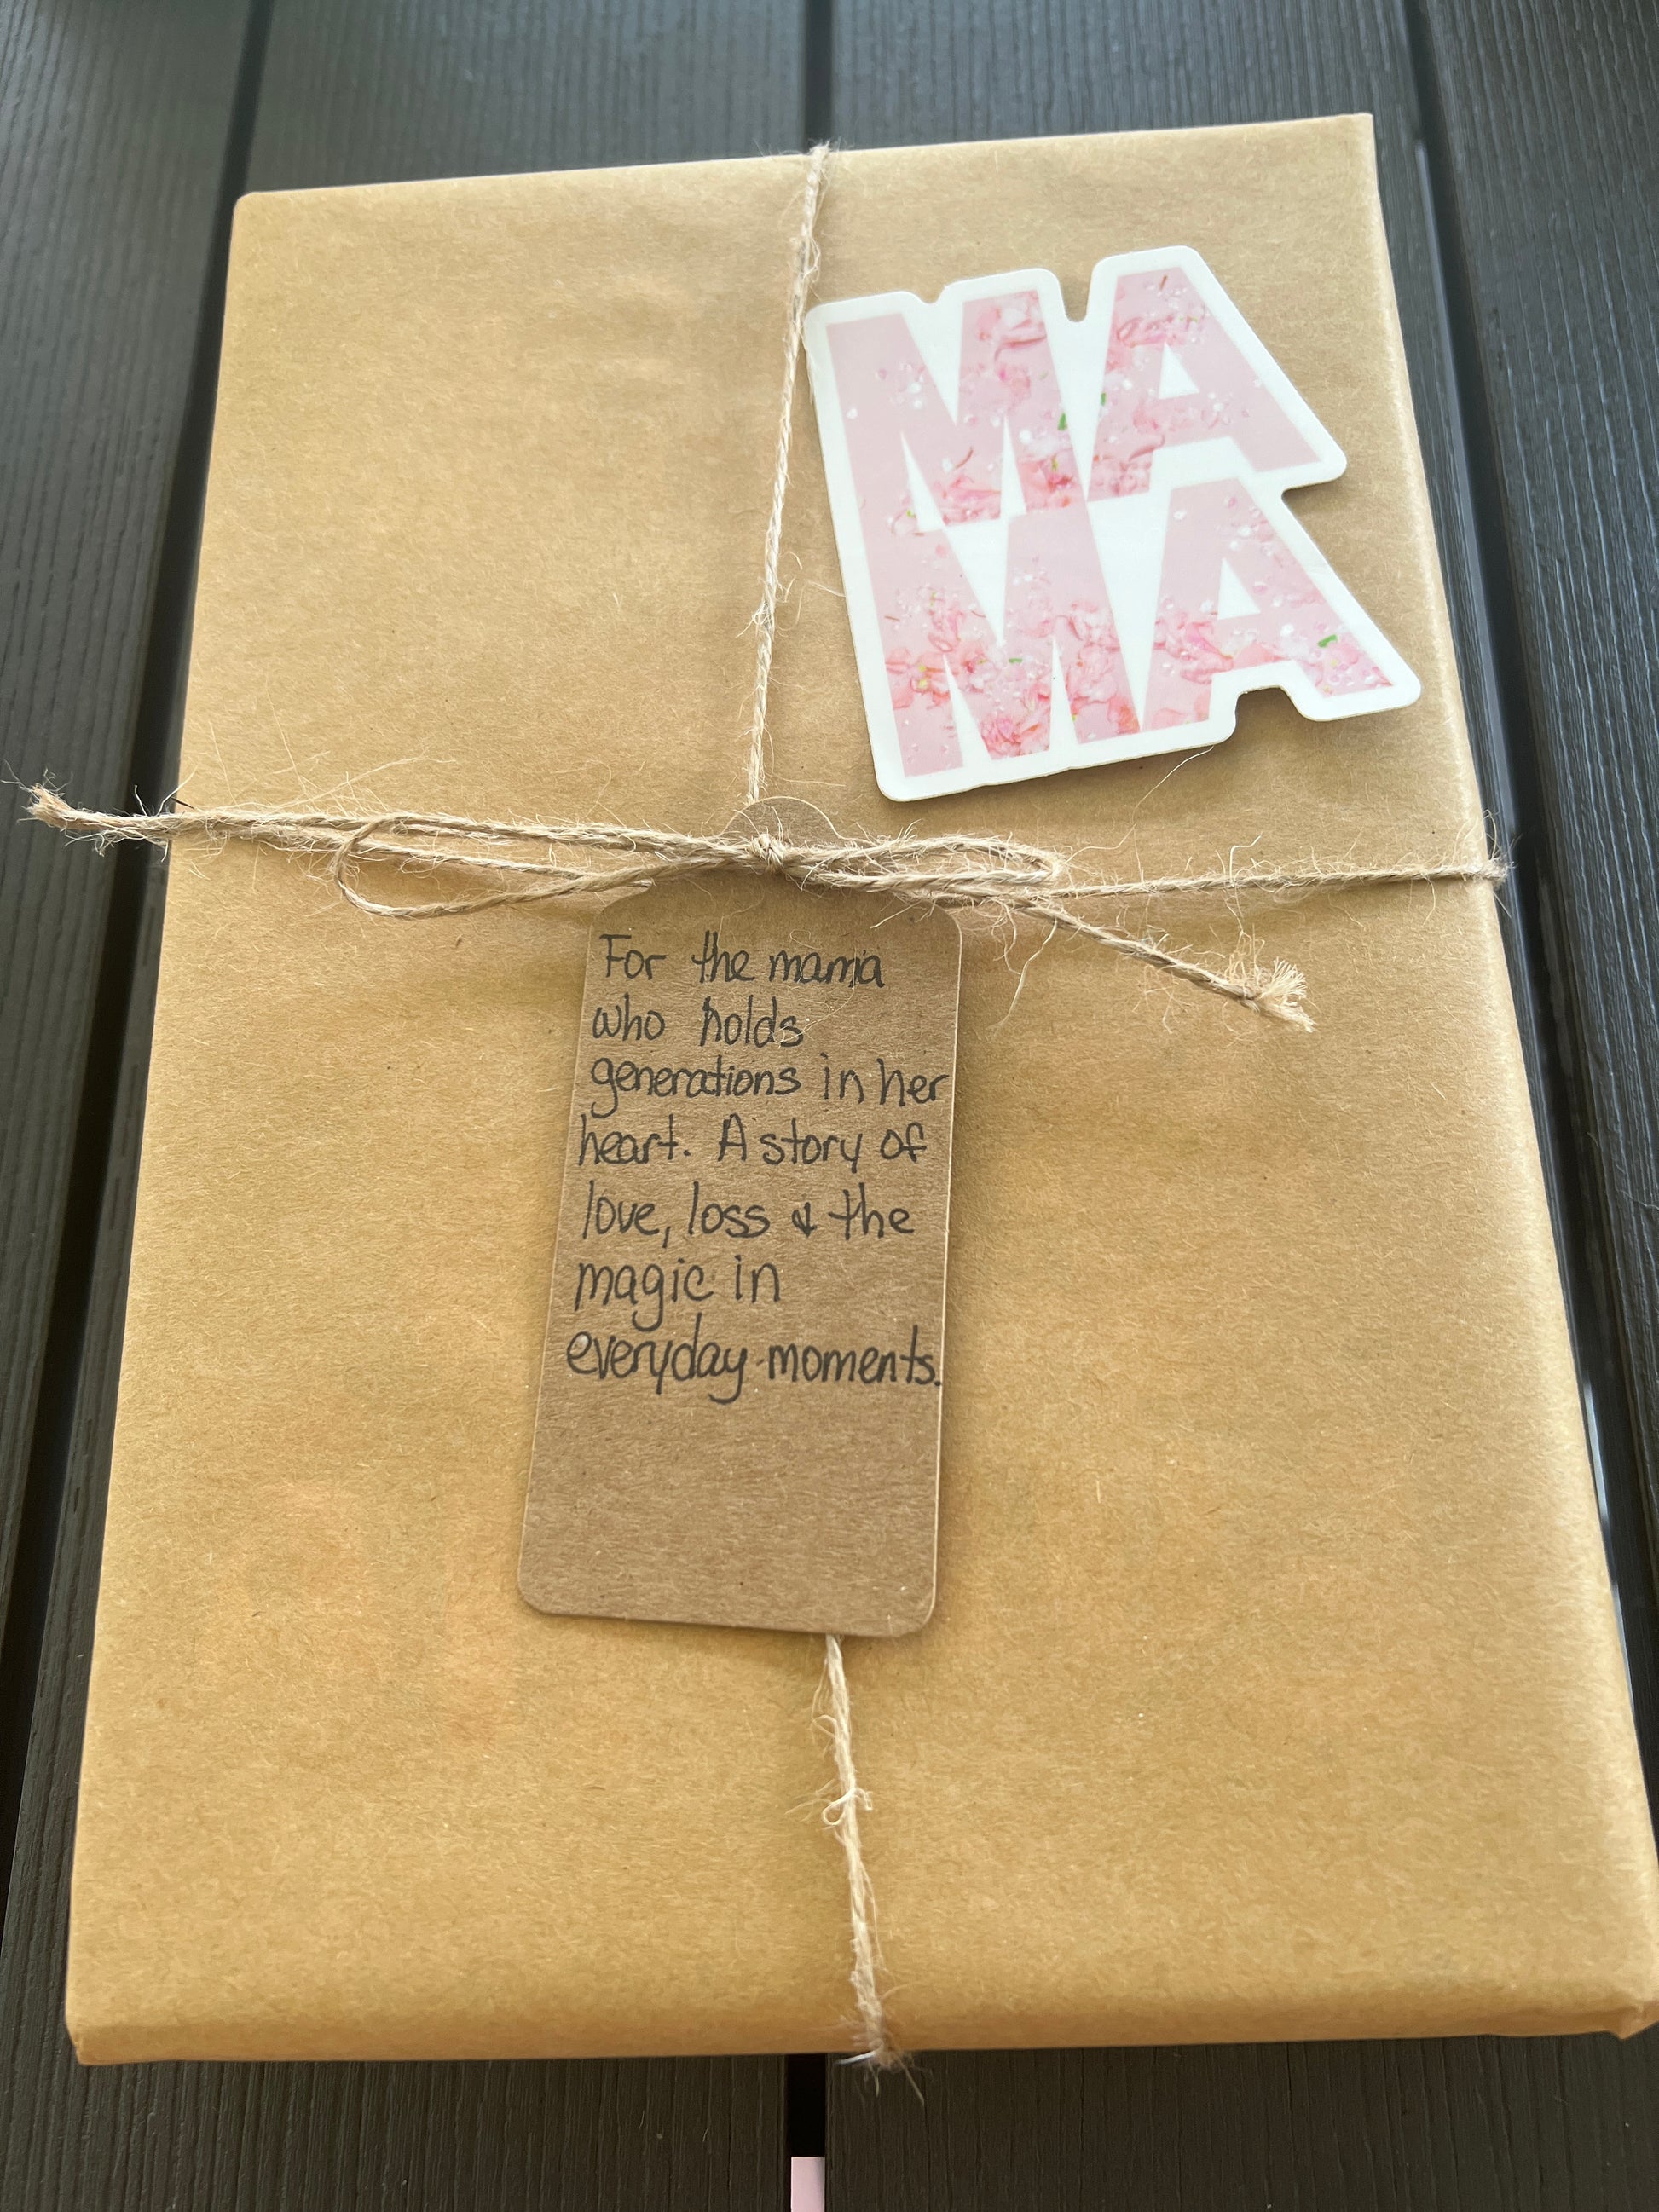 MA
MA
For the mama
who holds
generations in her
heart. A story of
love, loss & the
magic in
everyday moments.